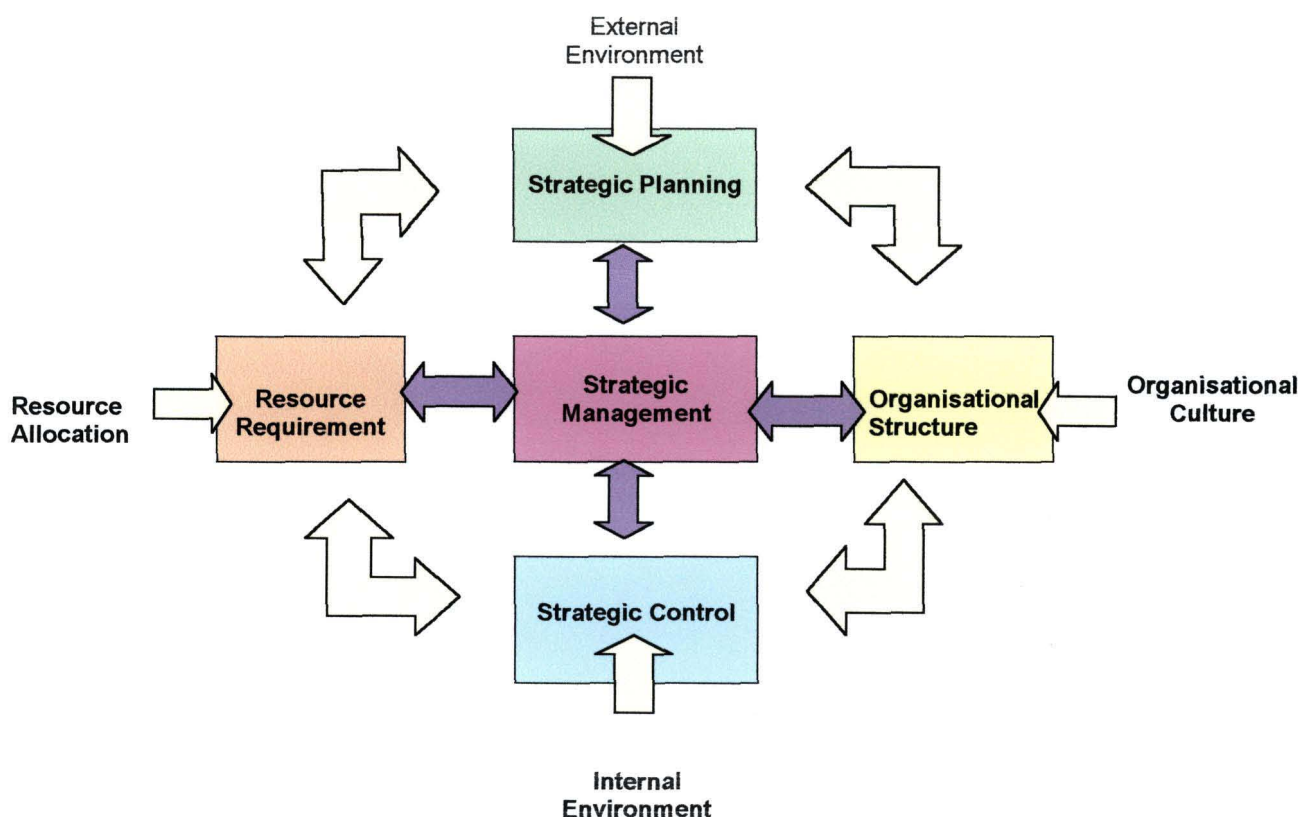 External
Environment
Strategic Planning
Resource
Allocation
Resource
Requirement
Strategic
Management
Organisational
Structure
Organisational
Culture
Strategic Control
Internal
Environment